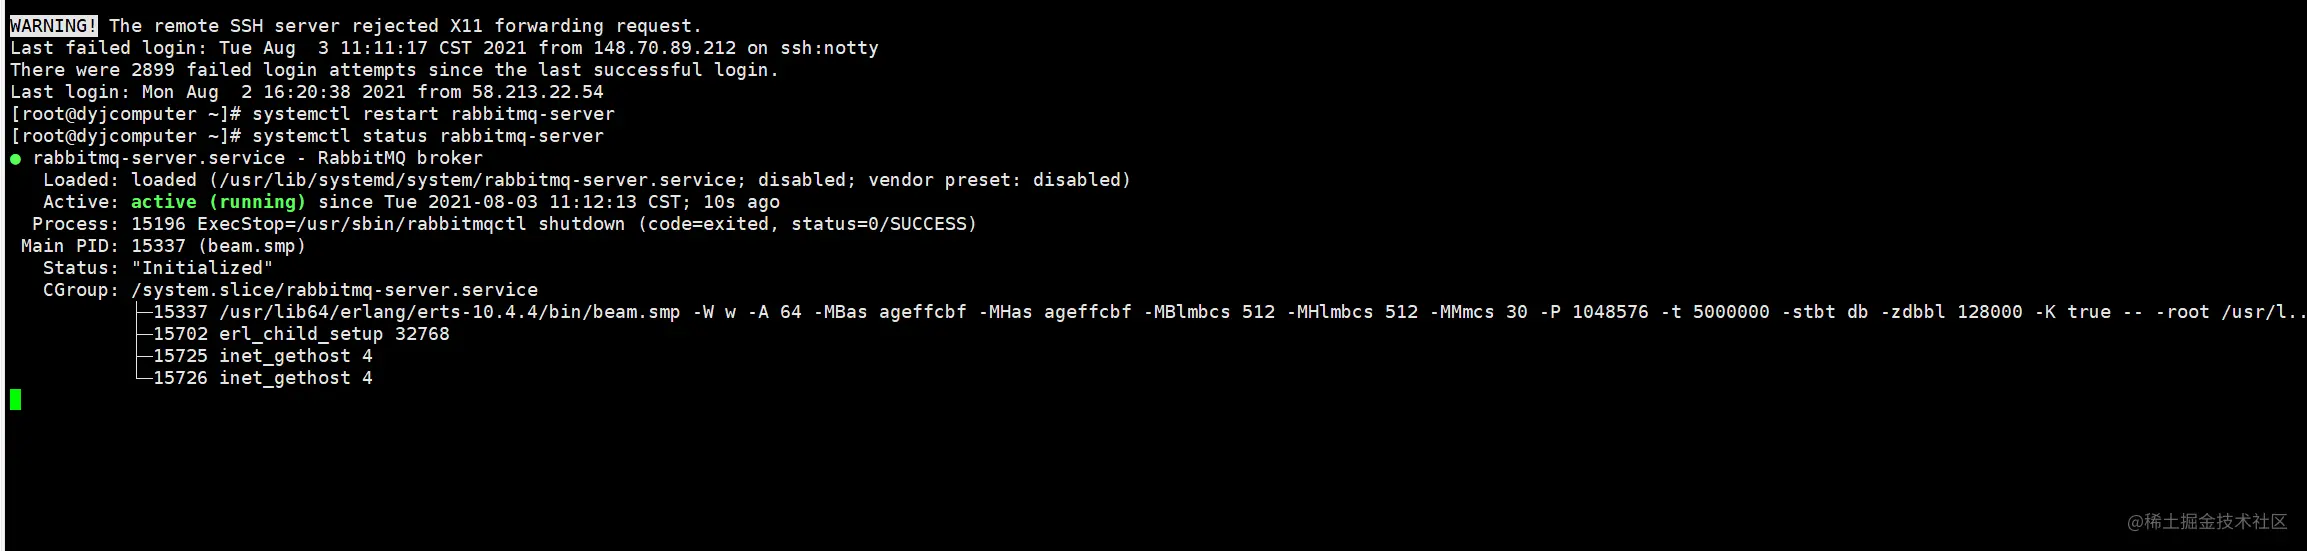 WARNING! The remote SSH server rejected X11 forwarding request.
Last failed login: Tue Aug  3 11:11:17 CST 2021 from 148.70.89.212 on ssh:notty
There were 2899 failed login attempts since the last successful login.
Last login: Mon Aug  2 16:20:38 2021 from 58.213.22.54
[root@dyjcomputer ~]# systemctl restart rabbitmq-server
[root@dyjcomputer ~]# systemctl status rabbitmq-server
● rabbitmq-server.service - RabbitMQ broker
   Loaded: loaded (/usr/lib/systemd/system/rabbitmq-server.service; disabled; vendor preset: disabled)
   Active: active (running) since Tue 2021-08-03 11:12:13 CST; 10s ago
  Process: 15196 ExecStop=/usr/sbin/rabbitmqctl shutdown (code=exited, status=0/SUCCESS)
 Main PID: 15337 (beam.smp)
   Status: "Initialized"
   CGroup: /system.slice/rabbitmq-server.service
           ├─15337 /usr/lib64/erlang/erts-10.4.4/bin/beam.smp -W w -A 64 -MBas ageffcbf -MHas ageffcbf -MBlmbcs 512 -MHlmbcs 512 -MMmcs 30 -P 1048576 -t 5000000 -stbt db -zdbbl 128000 -K true -- -root /usr/l..
           ├─15702 erl_child_setup 32768
           ├─15725 inet_gethost 4
           └─15726 inet_gethost 4
@稀土掘金技术社区